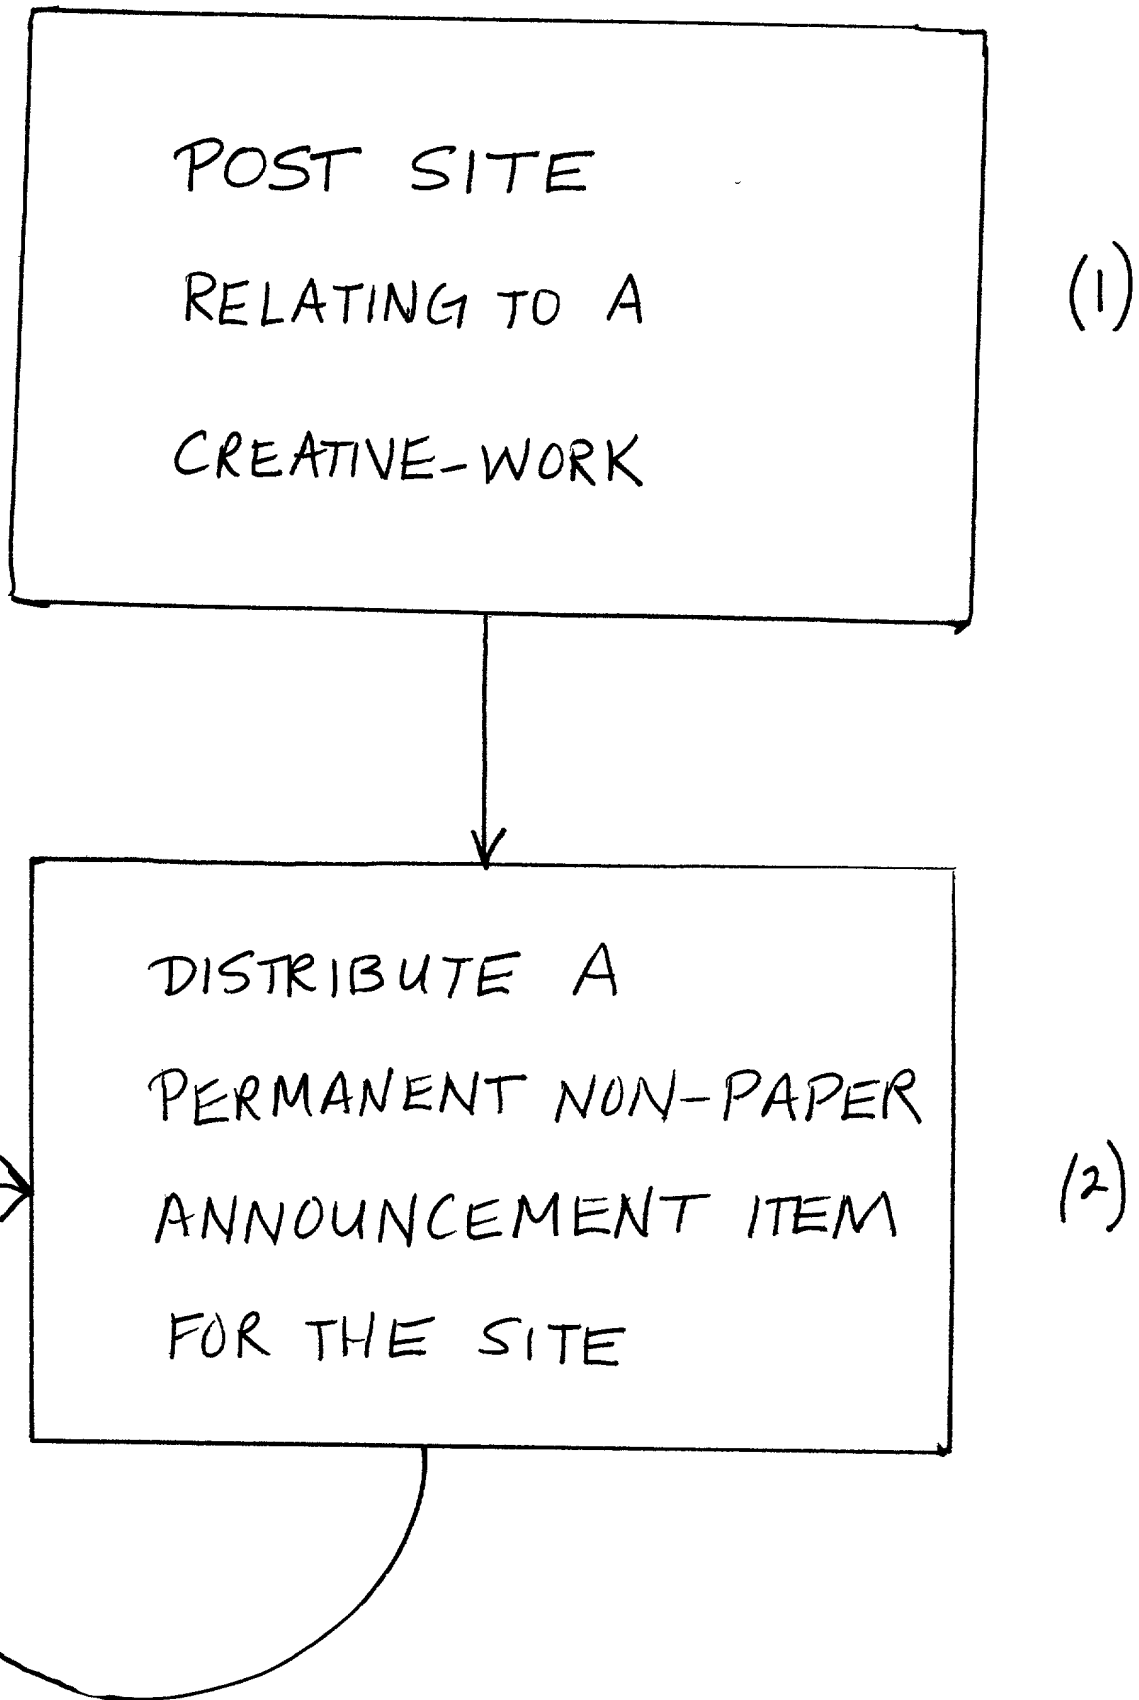 POST SITE
RELATING TO A
CREATIVE-WORK
(1)
DISTRIBUTE A
PERMANENT NON-PAPER
ANNOUNCEMENT ITEM
FOR THE SITE
(2)